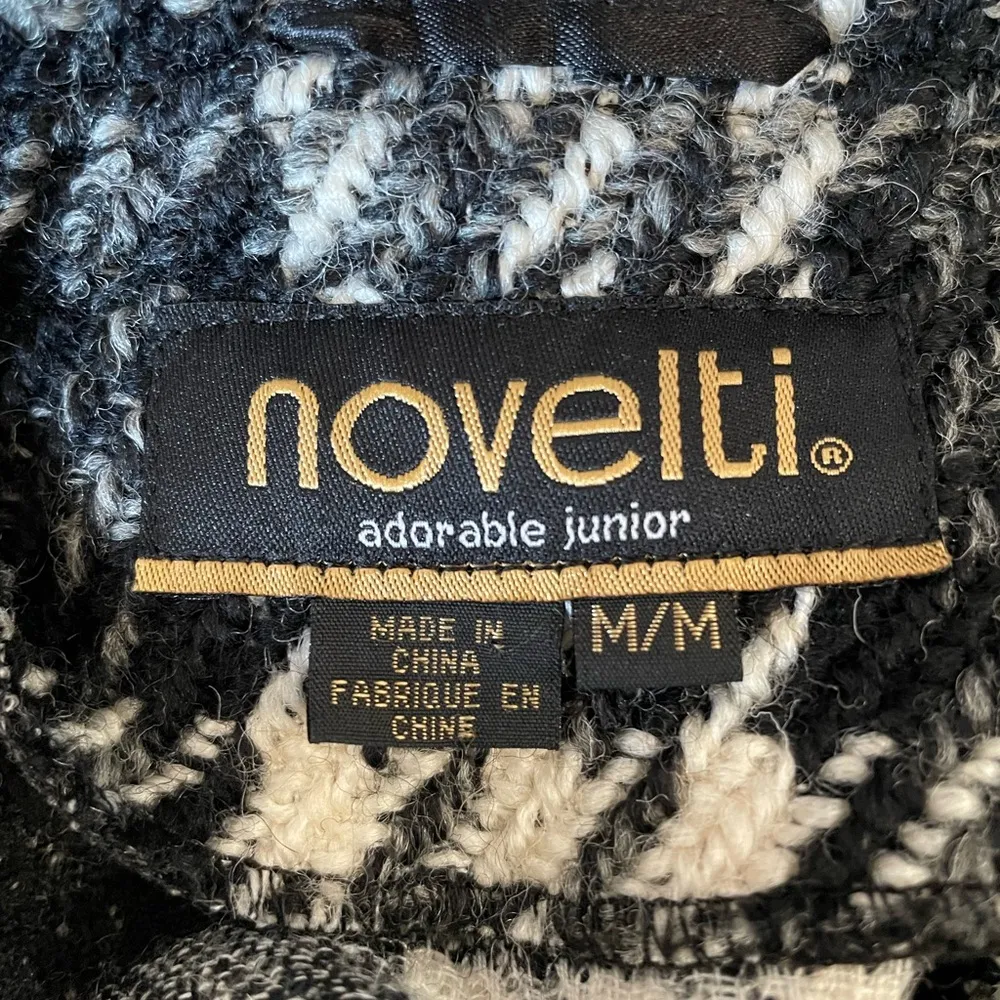 novelti®
adorable junior
MADE IN
CHINA
FABRIQUE EN
CHINE
M/M